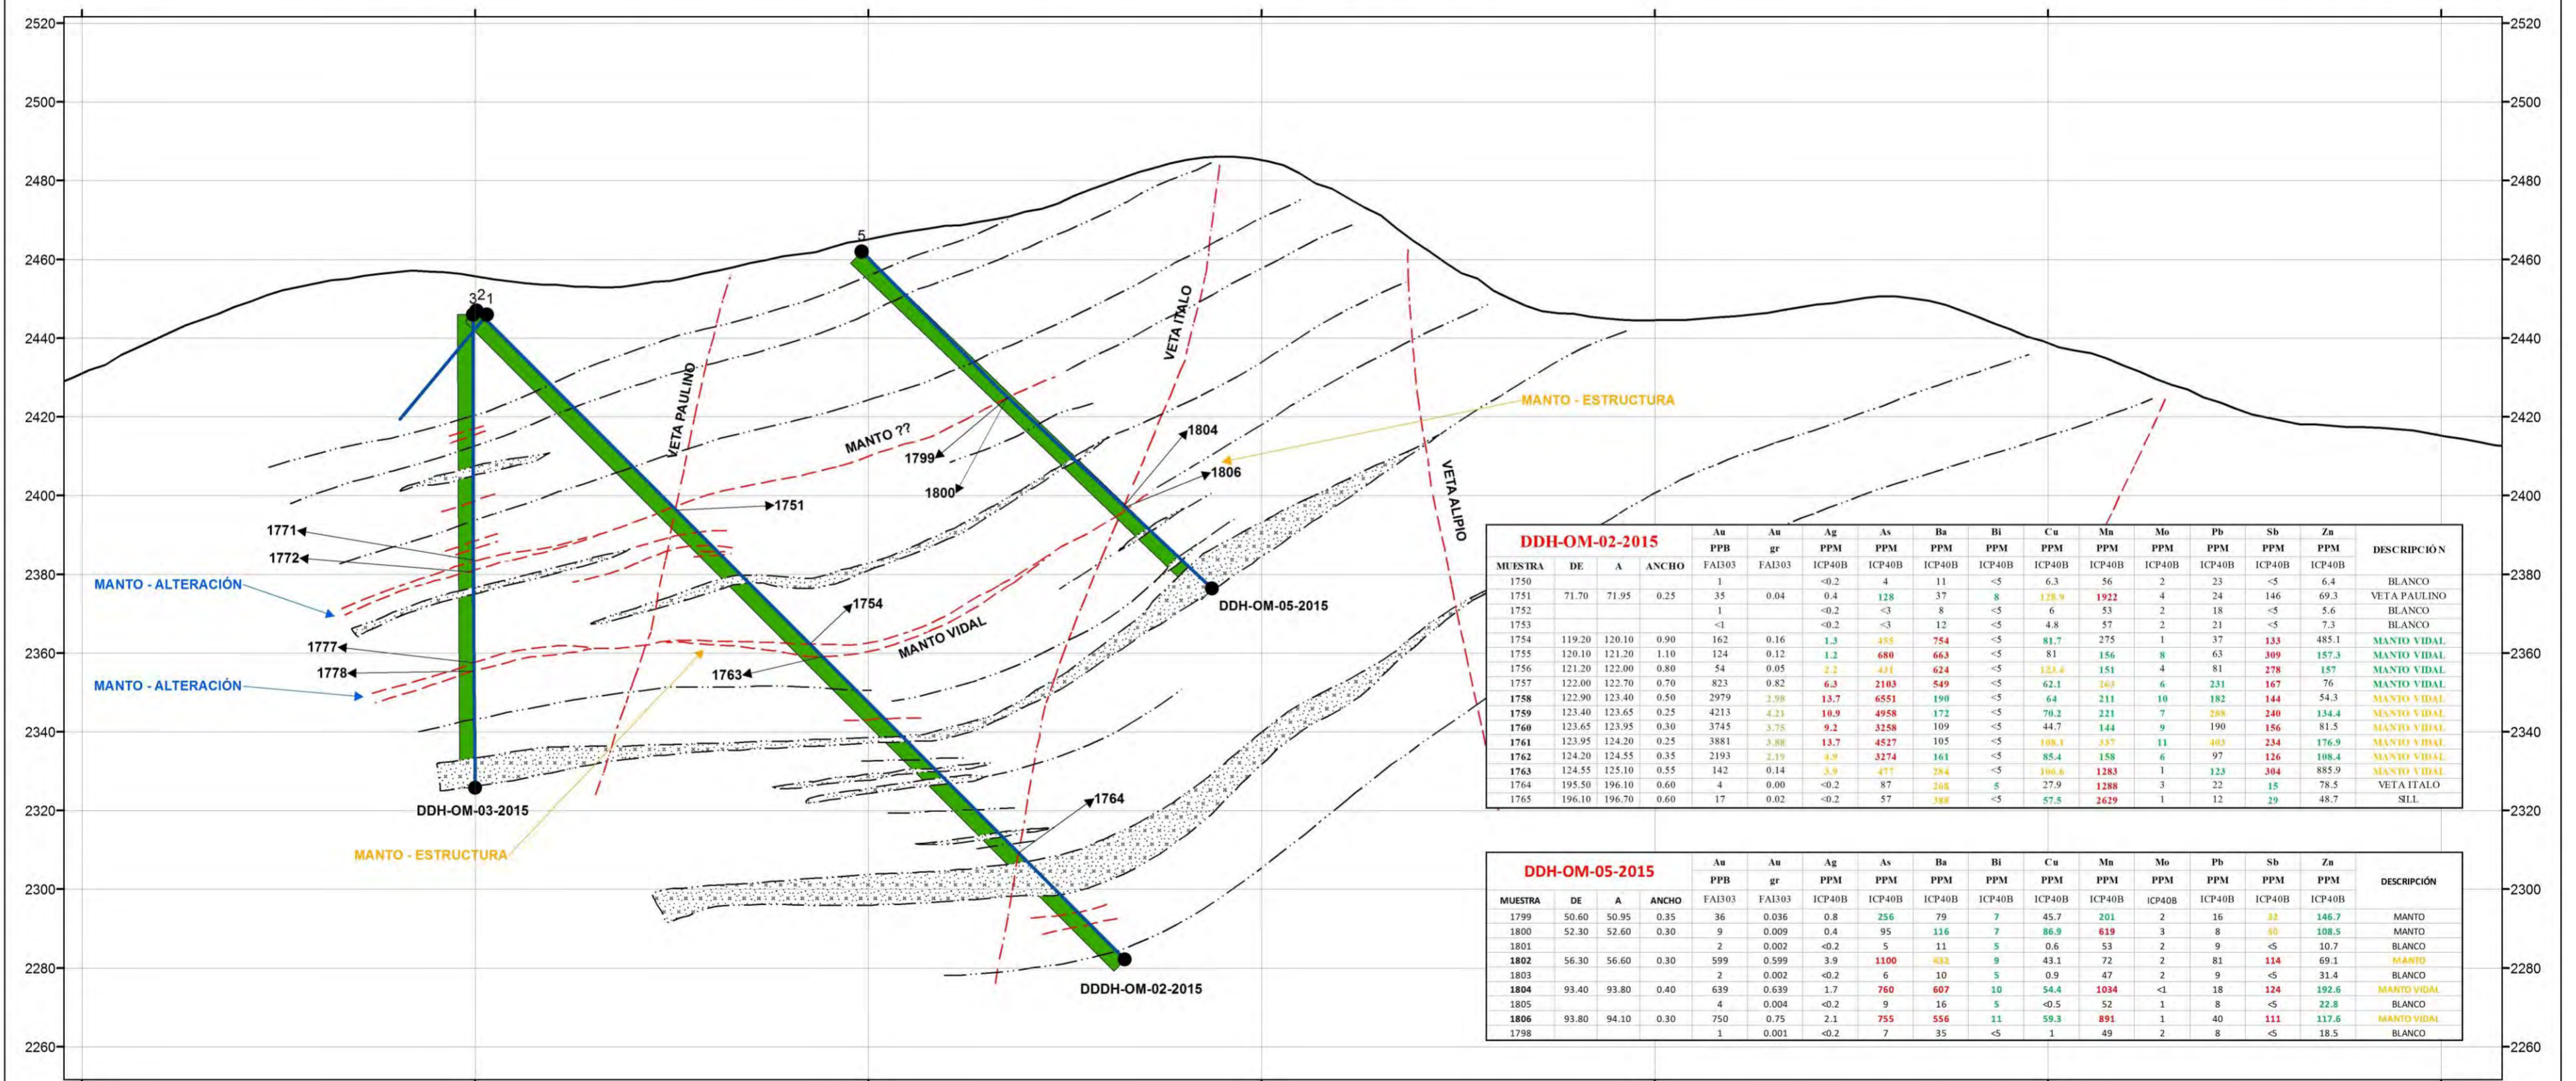 2520 2520
2500 2500
2480 2480
2460 2460
2440 2440
2420 2420
2400 2400
2380 2380
2360 2360
2340 2340
2320 2320
2300 2300
2280 2280
2260 2260
5
3 2 1
VETA PAULINO
VETA ITALO
VETA ALIPIO
MANTO ??
MANTO VIDAL
MANTO - ESTRUCTURA
1804
1806
1799
1800
1751
1771
1772
MANTO - ALTERACIÓN
1754
1763
1777
1778
MANTO - ALTERACIÓN
DDH-OM-05-2015
DDH-OM-03-2015
1764
MANTO - ESTRUCTURA
DDDH-OM-02-2015
DDH-OM-02-2015 Au Au Ag As Ba Bi Cu Mn Mo Pb Sb Zn DESCRIPCIÓN
PPB gr PPM PPM PPM PPM PPM PPM PPM PPM PPM PPM
MUESTRA DE A ANCHO FAI303 FAI303 ICP40B ICP40B ICP40B ICP40B ICP40B ICP40B ICP40B ICP40B ICP40B ICP40B
1750 1 <0.2 4 11 <5 6.3 56 2 23 <5 6.4 BLANCO
1751 71.70 71.95 0.25 35 0.04 0.4 128 37 8 128.9 1922 4 24 146 69.3 VETA PAULINO
1752 1 <0.2 <3 8 <5 6 53 2 18 <5 5.6 BLANCO
1753 <1 <0.2 <3 12 <5 4.8 57 2 21 <5 7.3 BLANCO
1754 119.20 120.10 0.90 162 0.16 1.3 455 754 <5 81.7 275 1 37 133 485.1 MANTO VIDAL
1755 120.10 121.20 1.10 124 0.12 1.2 680 663 <5 81 156 8 63 309 157.3 MANTO VIDAL
1756 121.20 122.00 0.80 54 0.05 2.2 431 624 <5 151 4 81 278 157 MANTO VIDAL
1757 122.00 122.70 0.70 823 0.82 6.3 2103 549 <5 62.1 6 231 167 76 MANTO VIDAL
1758 122.90 123.40 0.50 2979 2.98 13.7 6551 190 <5 64 211 10 182 144 54.3 MANTO VIDAL
1759 123.40 123.65 0.25 4213 4.21 10.9 4958 172 <5 70.2 221 7 240 134.4 MANTO VIDAL
1760 123.65 123.95 0.30 3745 3.75 9.2 3258 109 <5 44.7 144 9 190 156 81.5 MANTO VIDAL
1761 123.95 124.20 0.25 3881 3.88 13.7 4527 105 <5 108.1 337 11 403 234 176.9 MANTO VIDAL
1762 124.20 124.55 0.35 2193 2.19 4.9 3274 161 <5 85.4 158 6 97 126 108.4 MANTO VIDAL
1763 124.55 125.10 0.55 142 0.14 3.9 477 284 <5 1283 1 123 304 885.9 MANTO VIDAL
1764 195.50 196.10 0.60 4 0.00 <0.2 87 5 27.9 1288 3 22 15 78.5 VETA ITALO
1765 196.10 196.70 0.60 17 0.02 <0.2 57 388 <5 57.5 2629 1 12 29 48.7 SILL
DDH-OM-05-2015 Au Au Ag As Ba Bi Cu Mn Mo Pb Sb Zn DESCRIPCIÓN
PPB gr PPM PPM PPM PPM PPM PPM PPM PPM PPM PPM
MUESTRA DE A ANCHO FAI303 FAI303 ICP40B ICP40B ICP40B ICP40B ICP40B ICP40B ICP40B ICP40B ICP40B ICP40B
1799 50.60 50.95 0.35 36 0.036 0.8 256 79 7 45.7 201 2 16 32 146.7 MANTO
1800 52.30 52.60 0.30 9 0.009 0.4 95 116 7 86.9 619 3 8 50 108.5 MANTO
1801 2 0.002 <0.2 5 11 5 0.6 53 2 9 <5 10.7 BLANCO
1802 56.30 56.60 0.30 599 0.599 3.9 1100 432 9 43.1 72 2 81 114 69.1 MANTO
1803 2 0.002 <0.2 6 10 5 0.9 47 2 9 <5 31.4 BLANCO
1804 93.40 93.80 0.40 639 0.639 1.7 760 607 10 54.4 1034 <1 18 124 192.6 MANTO VIDAL
1805 4 0.004 <0.2 9 16 5 <0.5 52 1 8 <5 22.8 BLANCO
1806 93.80 94.10 0.30 750 0.75 2.1 755 556 11 59.3 891 1 40 111 117.6 MANTO VIDAL
1798 1 0.001 <0.2 7 35 <5 1 49 2 8 <5 18.5 BLANCO